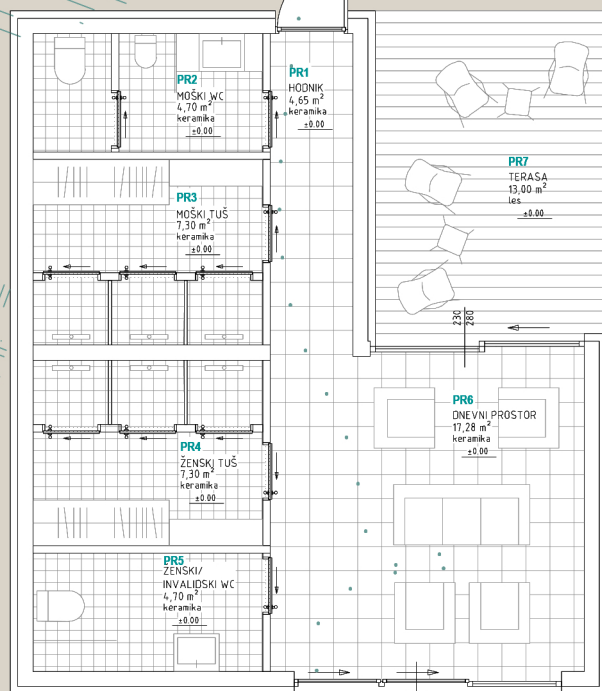 PR1
HODNIK
4,65 m²
keramika
±0.00
PR2
MOŠKI WC
4,70 m²
keramika
±0.00
PR7
TERASA
13,00 m²
les
±0.00
PR3
MOŠKI TUŠ
7,30 m²
keramika
±0.00
230
280
PR6
DNEVNI PROSTOR
17,28 m²
keramika
±0.00
PR4
ŽENSKI TUŠ
7,30 m²
keramika
±0.00
PR5
ŽENSKI/
INVALIDSKI WC
4,70 m²
keramika
±0.00